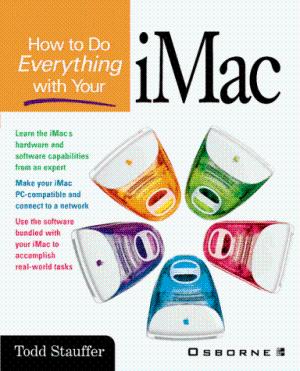 How to Do
Everything
with Your
iMac
Learn the iMac's
hardware and
software capabilities
from an expert
Make your iMac
PC-compatible and
connect to a network
Use the software
bundled with
your iMac to
accomplish
real-world tasks
Todd Stauffer
OSBORNE